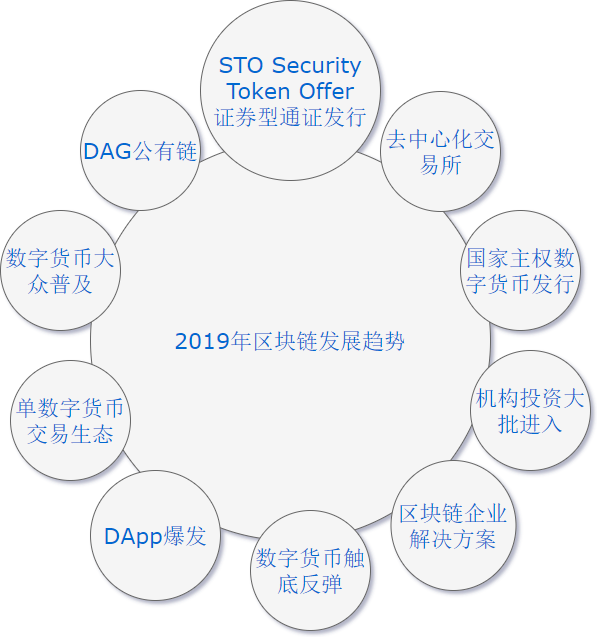 STO Security
Token Offer
证券型通证发行
去中心化交
易所
国家主权数
字货币发行
机构投资大
批进入
区块链企业
解决方案
数字货币触
底反弹
DApp爆发
单数字货币
交易生态
数字货币大
众普及
DAG公有链
2019年区块链发展趋势